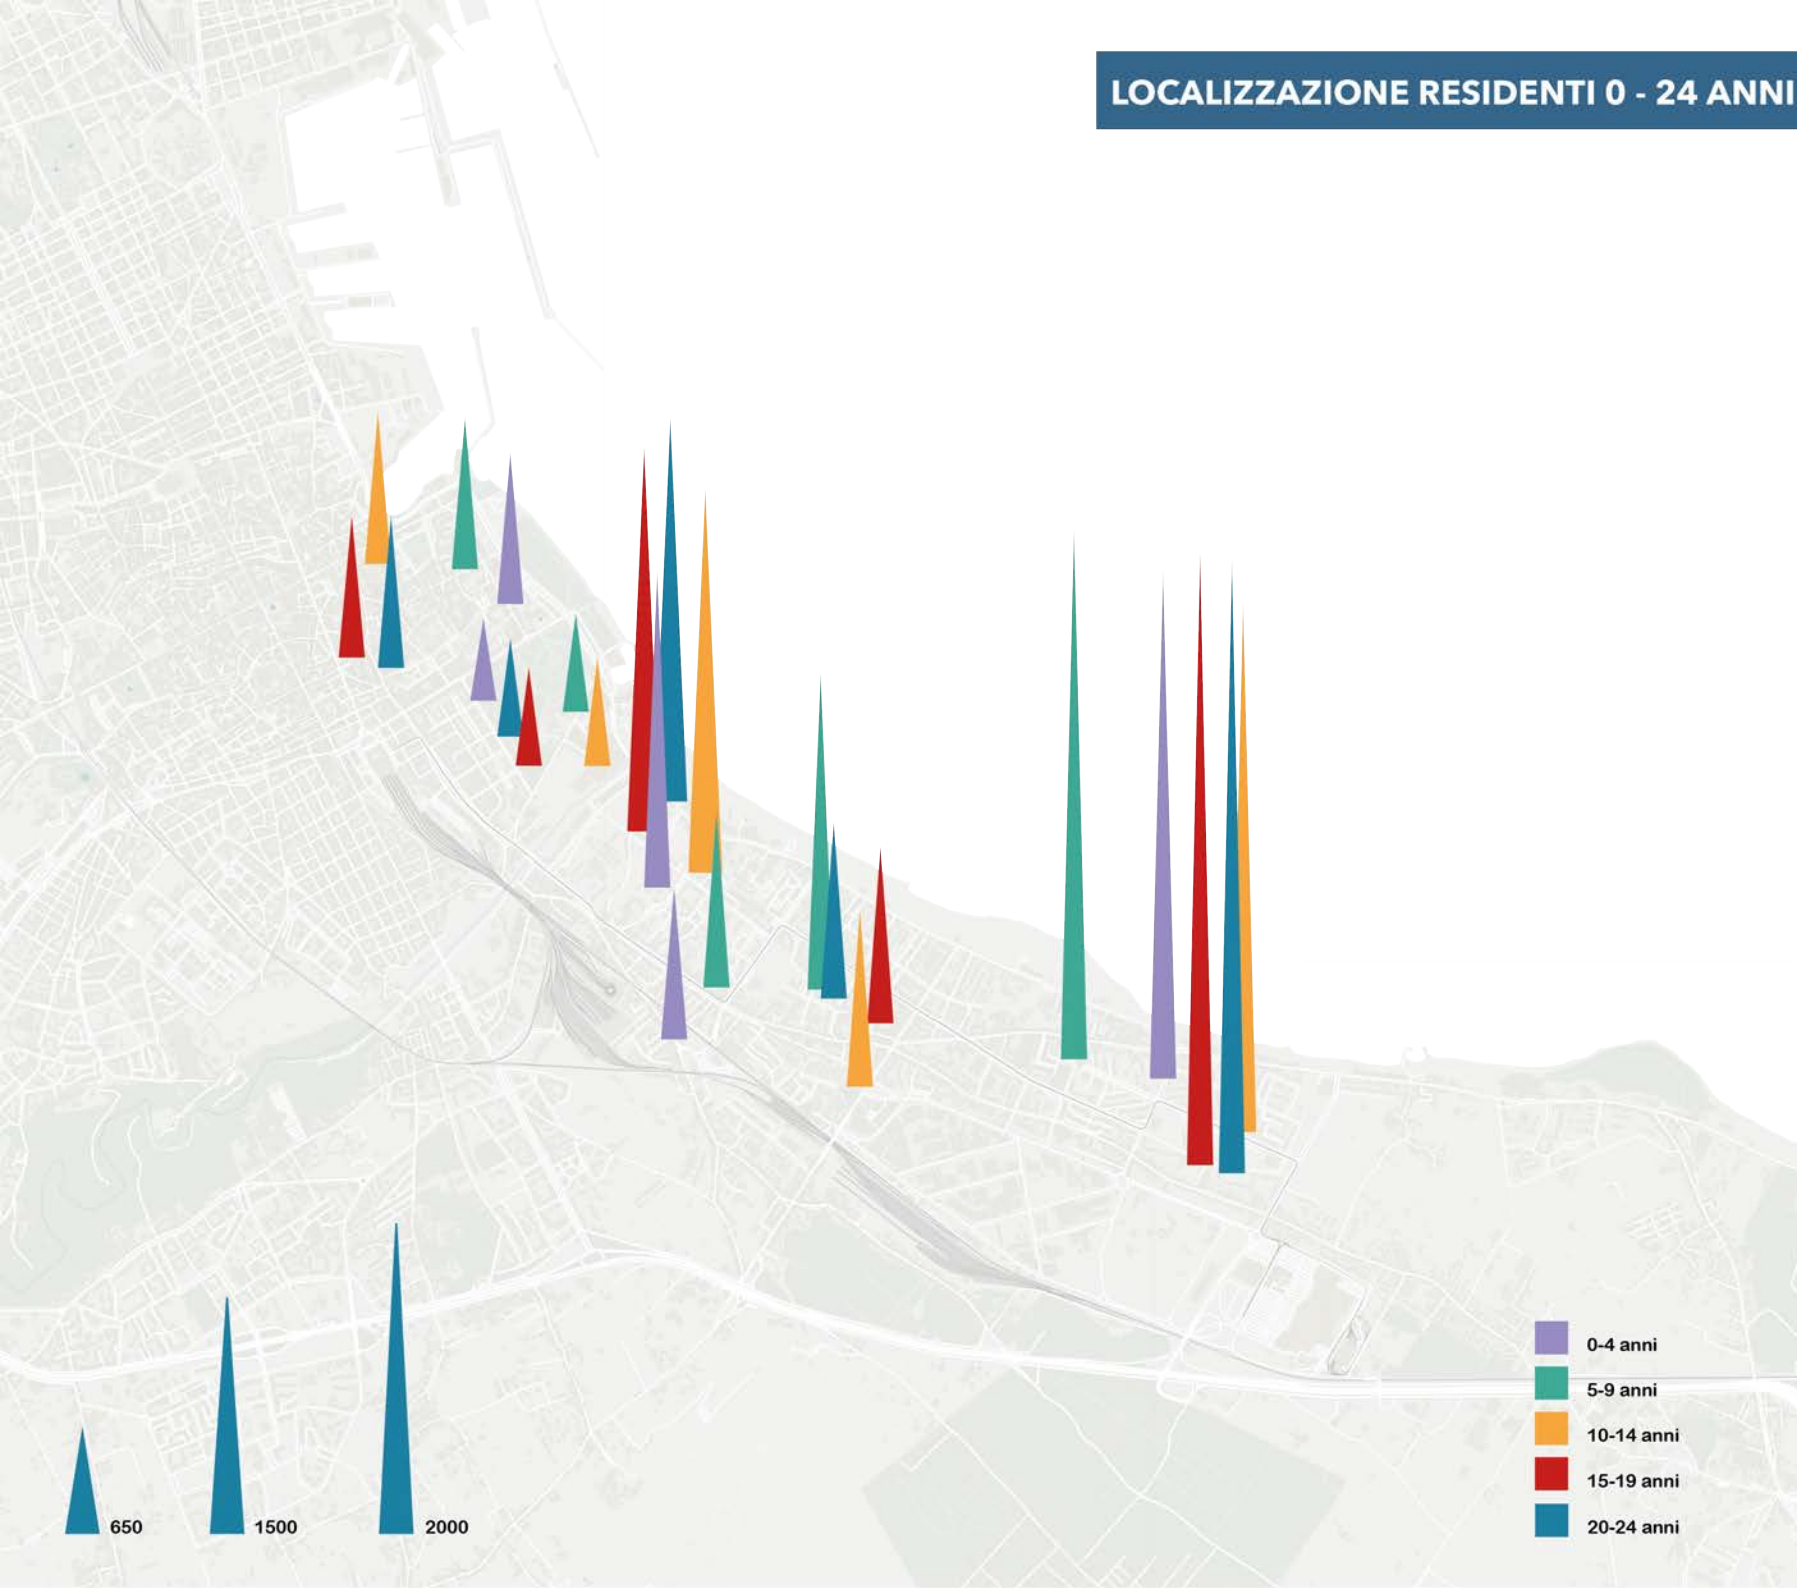 LOCALIZZAZIONE RESIDENTI 0 - 24 ANNI
0-4 anni
5-9 anni
10-14 anni
15-19 anni
20-24 anni
650
1500
2000